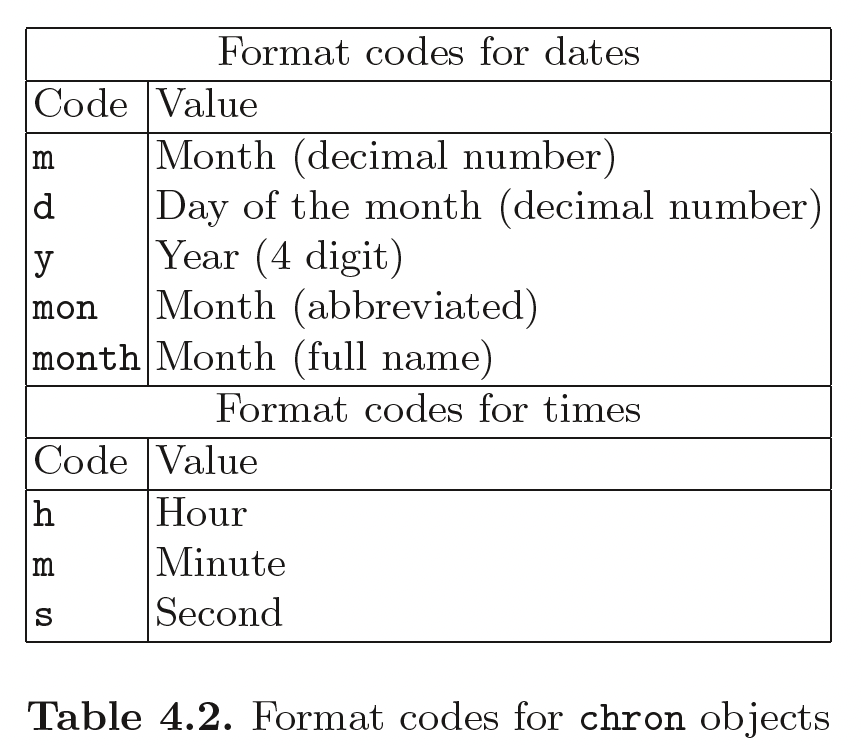 Format codes for dates
Code Value
m Month (decimal number)
d Day of the month (decimal number)
y Year (4 digit)
mon Month (abbreviated)
month Month (full name)
Format codes for times
Code Value
h Hour
m Minute
s Second
Table 4.2. Format codes for chron objects